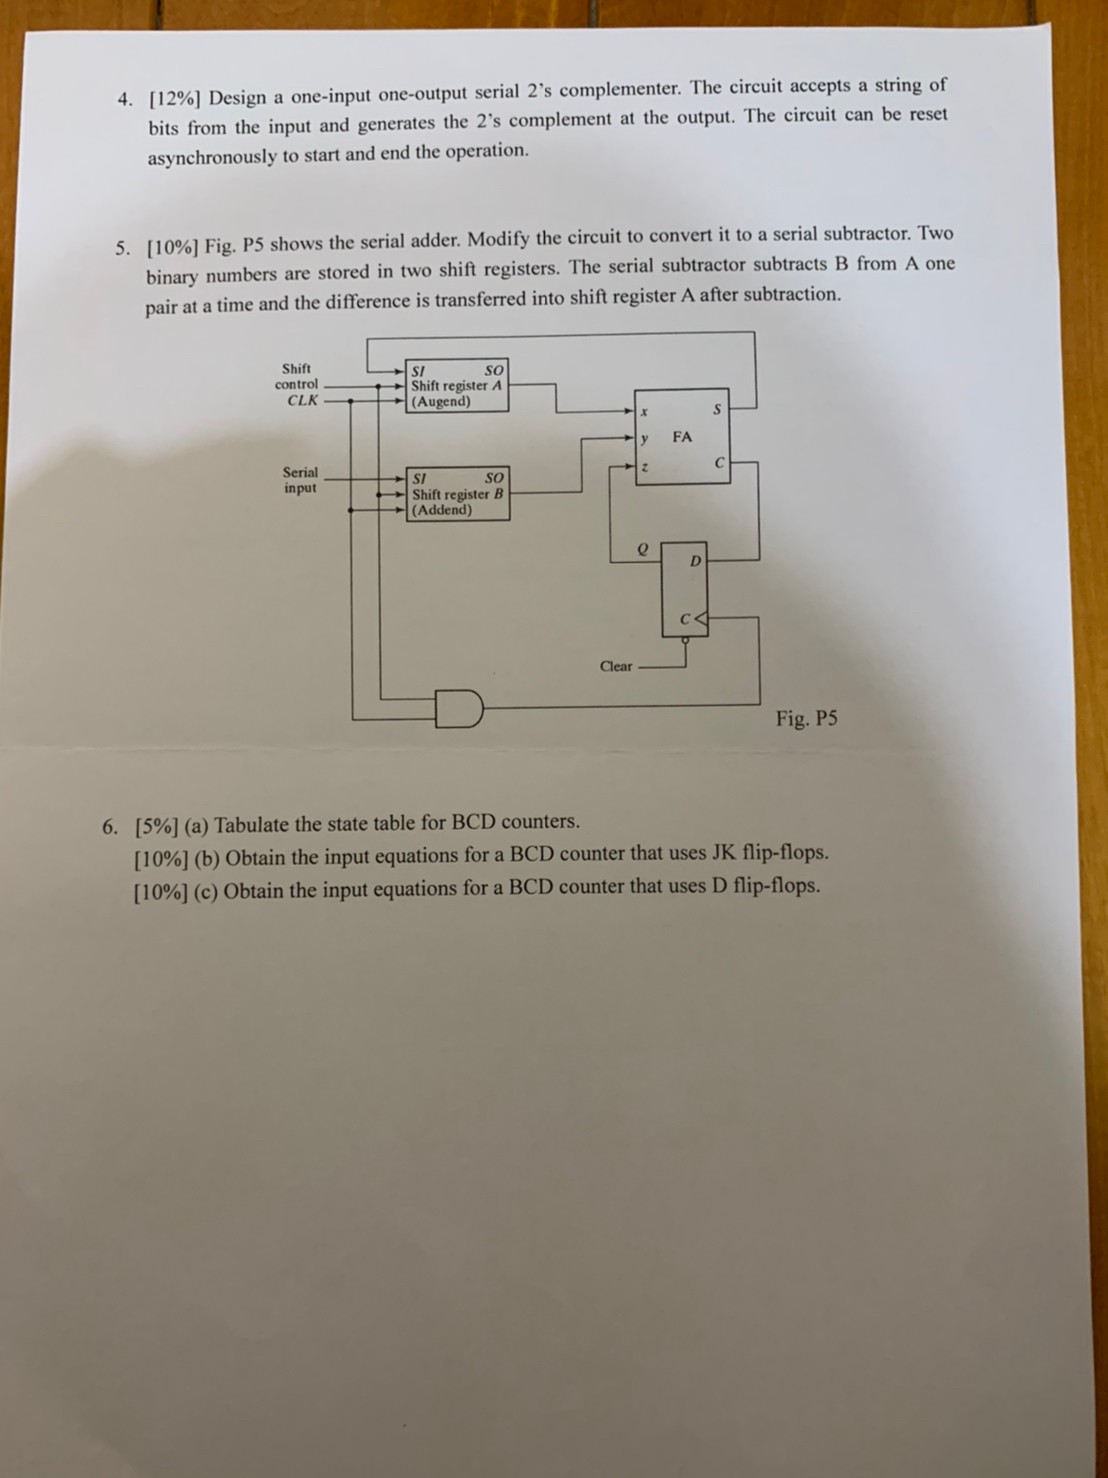 4. [12%] Design a one-input one-output serial 2's complementer. The circuit accepts a string of
bits from the input and generates the 2's complement at the output. The circuit can be reset
asynchronously to start and end the operation.
5. [10%] Fig. P5 shows the serial adder. Modify the circuit to convert it to a serial subtractor. Two
binary numbers are stored in two shift registers. The serial subtractor subtracts B from A one
pair at a time and the difference is transferred into shift register A after subtraction.
Shift
control
CLK
SI SO
Shift register A
(Augend)
x S
y FA
z C
Serial
input
SI SO
Shift register B
(Addend)
Q
D
C
Clear
Fig. P5
6. [5%] (a) Tabulate the state table for BCD counters.
[10%] (b) Obtain the input equations for a BCD counter that uses JK flip-flops.
[10%] (c) Obtain the input equations for a BCD counter that uses D flip-flops.